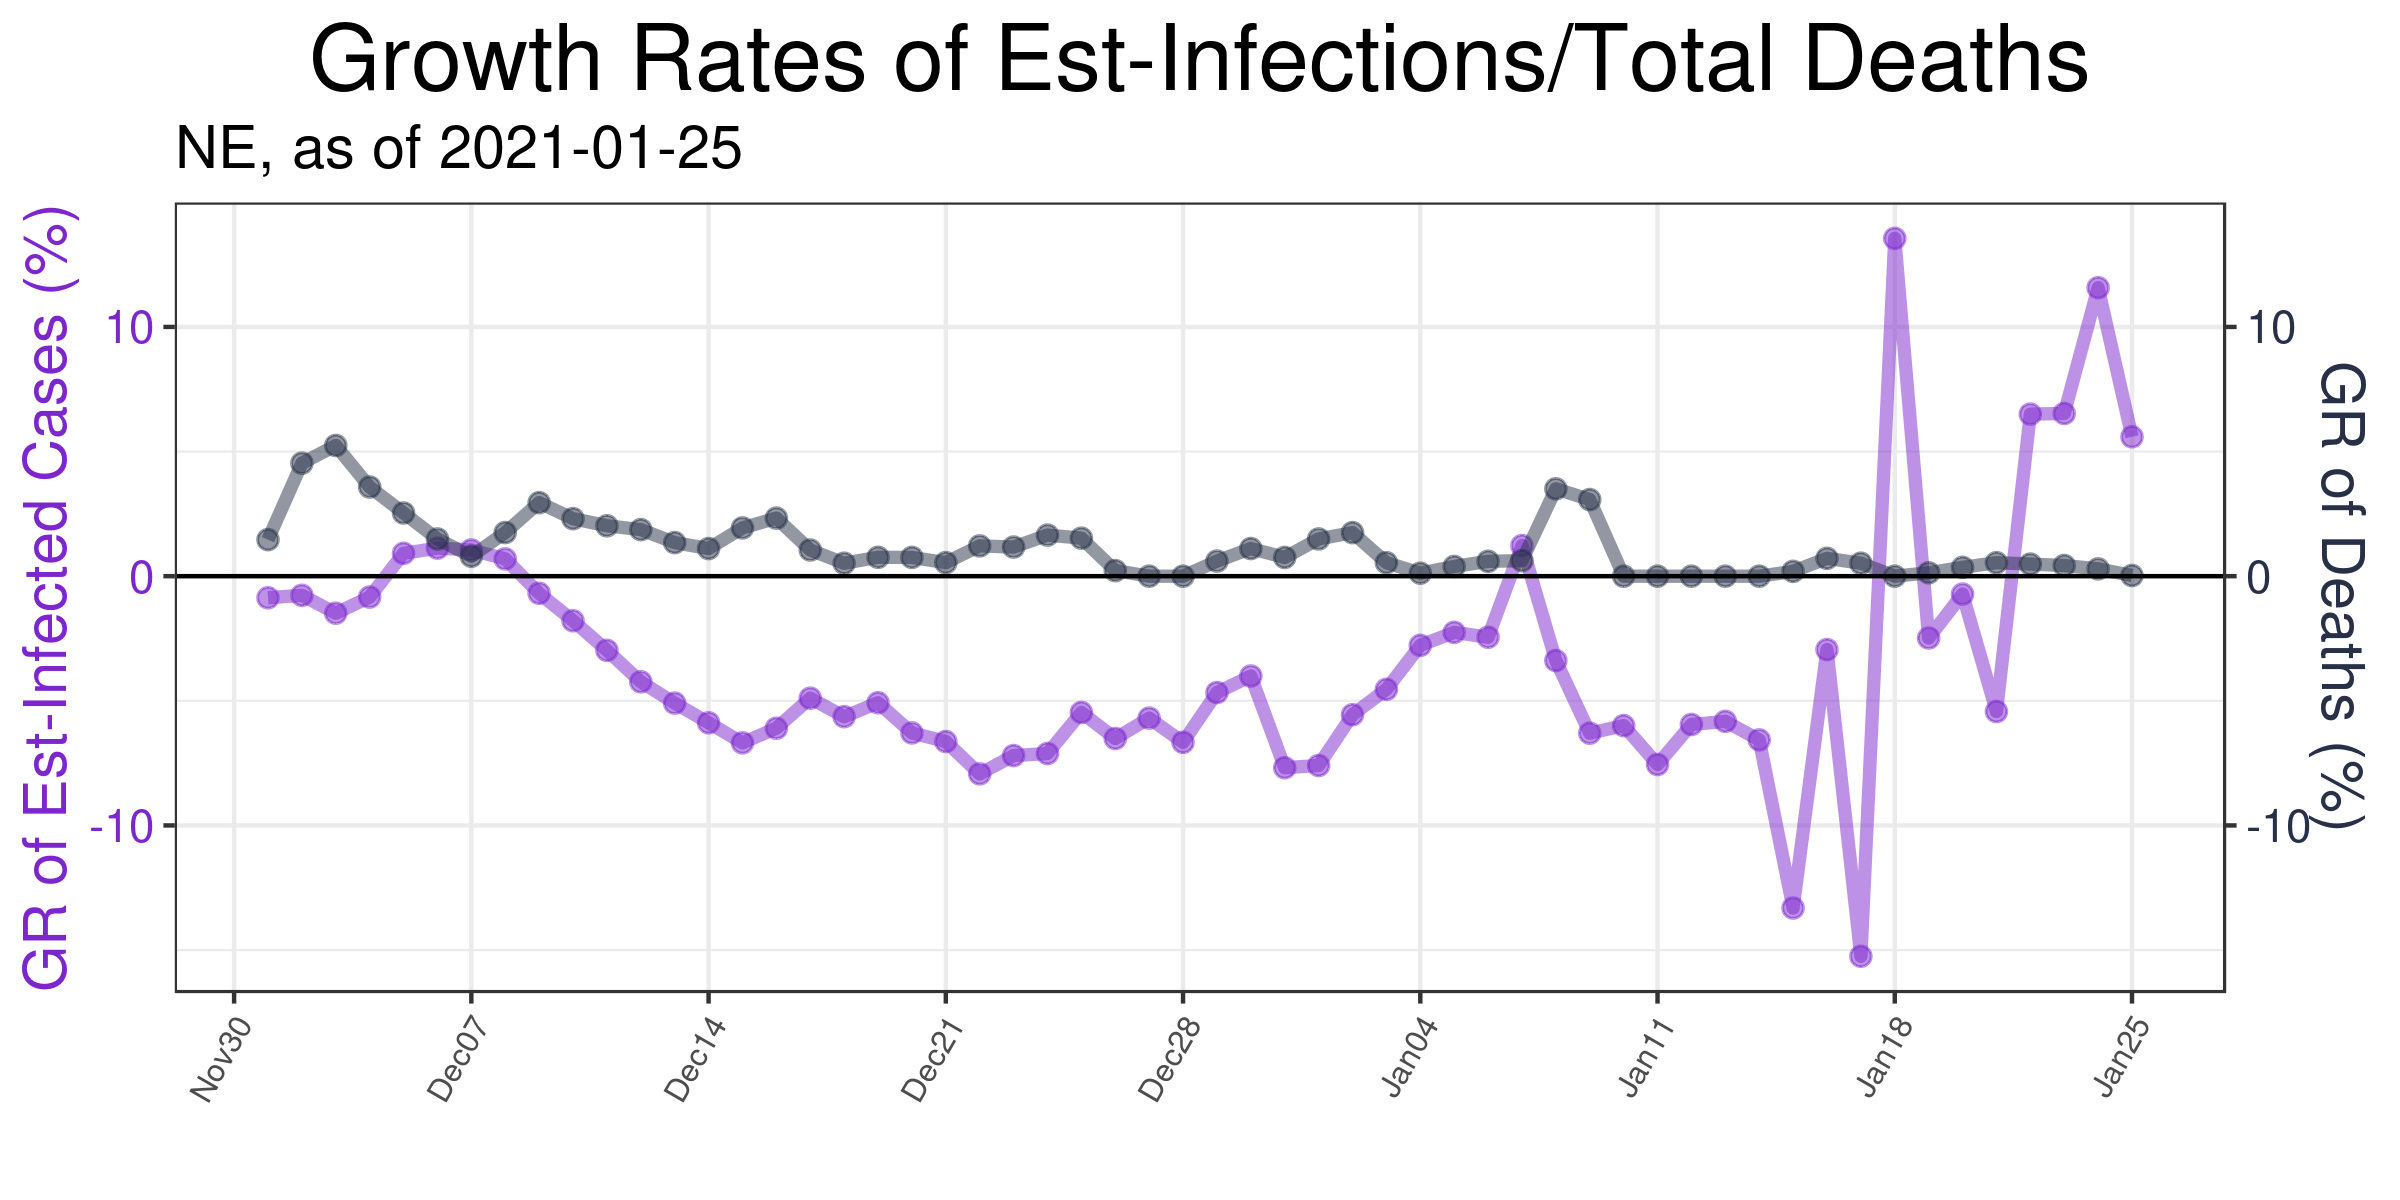 Growth Rates of Est-Infections/Total Deaths
NE, as of 2021-01-25
GR of Est-Infected Cases (%)
10
0
-10
10
0
-10
GR of Deaths (%)
Nov30
Dec07
Dec14
Dec21
Dec28
Jan04
Jan11
Jan18
Jan25